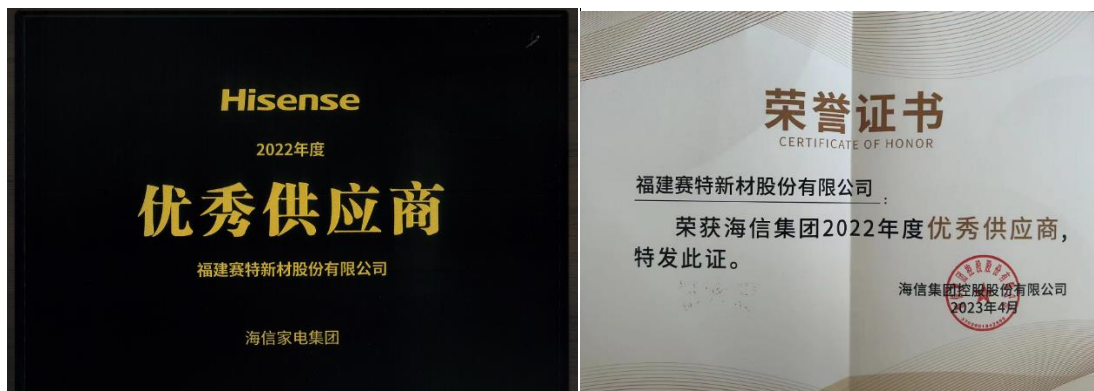 Hisense
2022年度
优秀供应商
福建赛特新材股份有限公司
海信家电集团
荣誉证书
CERTIFICATE OF HONOR
福建赛特新材股份有限公司：
荣获海信集团2022年度优秀供应商，
特发此证。
海信集团控股股份有限公司
2023年4月